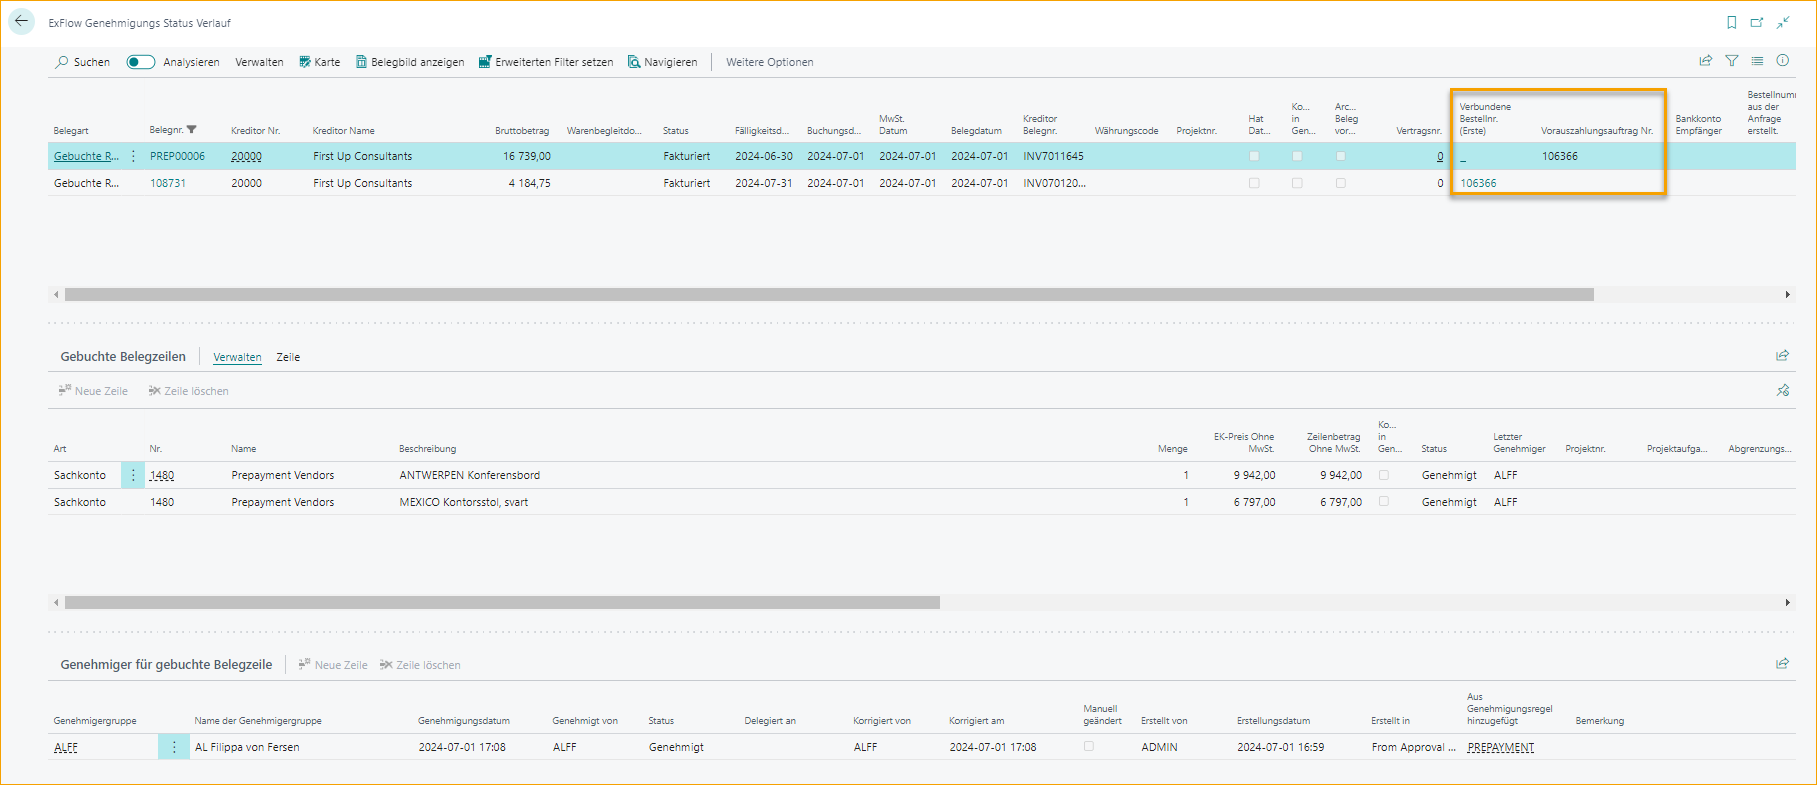 ExFlow Genehmigungs Status Verlauf
Suchen Analysieren Verwalten Karte Belegbild anzeigen Erweiterten Filter setzen Navigieren Weitere Optionen
Belegart Belegnr. Kreditor Nr. Kreditor Name Bruttobetrag Warenbegleitdo... Status Fälligkeitsd... Buchungsd... MwSt. Datum Belegdatum Kreditor Belegnr. Währungscode Projektnr. Hat Dat... Ko... in Gen... Arc... Beleg vor... Vertragsnr. Verbundene Bestellnr. (Erste) Vorauszahlungsauftrag Nr. Bankkonto Empfänger Bestellnum aus der Anfrage erstellt.
Gebuchte R... PREP00006 20000 First Up Consultants 16 739,00 Fakturiert 2024-06-30 2024-07-01 2024-07-01 2024-07-01 INV7011645 0 _ 106366
Gebuchte R... 108731 20000 First Up Consultants 4 184,75 Fakturiert 2024-07-31 2024-07-01 2024-07-01 2024-07-01 INV070120... 0 106366
Gebuchte Belegzeilen Verwalten Zeile
Neue Zeile Zeile löschen
Art Nr. Name Beschreibung Menge EK-Preis Ohne MwSt. Zeilenbetrag Ohne MwSt. Ko... in Gen... Status Letzter Genehmiger Projektnr. Projektaufga... Abgrenzungs...
Sachkonto 1480 Prepayment Vendors ANTWERPEN Konferensbord 1 9 942,00 9 942,00 Genehmigt ALFF
Sachkonto 1480 Prepayment Vendors MEXICO Kontorsstol, svart 1 6 797,00 6 797,00 Genehmigt ALFF
Genehmiger für gebuchte Belegzeile Neue Zeile Zeile löschen
Genehmigergruppe Name der Genehmigergruppe Genehmigungsdatum Genehmigt von Status Delegiert an Korrigiert von Korrigiert am Manuell geändert Erstellt von Erstellungsdatum Erstellt in Aus Genehmigungsregel hinzugefügt Bemerkung
ALFF AL Filippa von Fersen 2024-07-01 17:08 ALFF Genehmigt ALFF 2024-07-01 17:08 ADMIN 2024-07-01 16:59 From Approval ... PREPAYMENT